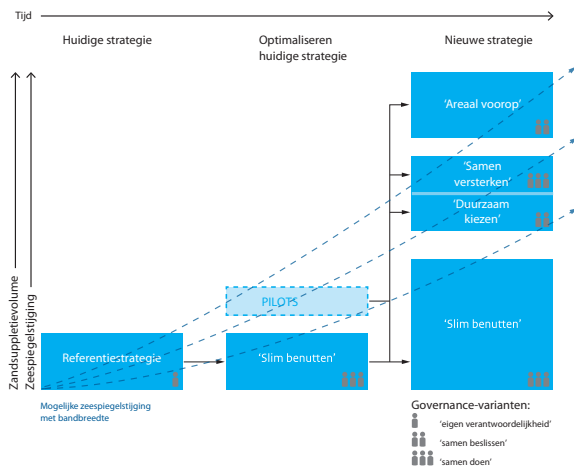 Tijd
Huidige strategie
Optimaliseren
huidige strategie
Nieuwe strategie
'Areaal voorop'
'Samen
versterken'
'Duurzaam
kiezen'
Zandsuppletievolume
Zeespiegelstijging
PILOTS
'Slim benutten'
Referentiestrategie
'Slim benutten'
Mogelijke zeespiegelstijging
met bandbreedte
Governance-varianten:
'eigen verantwoordelijkheid'
'samen beslissen'
'samen doen'